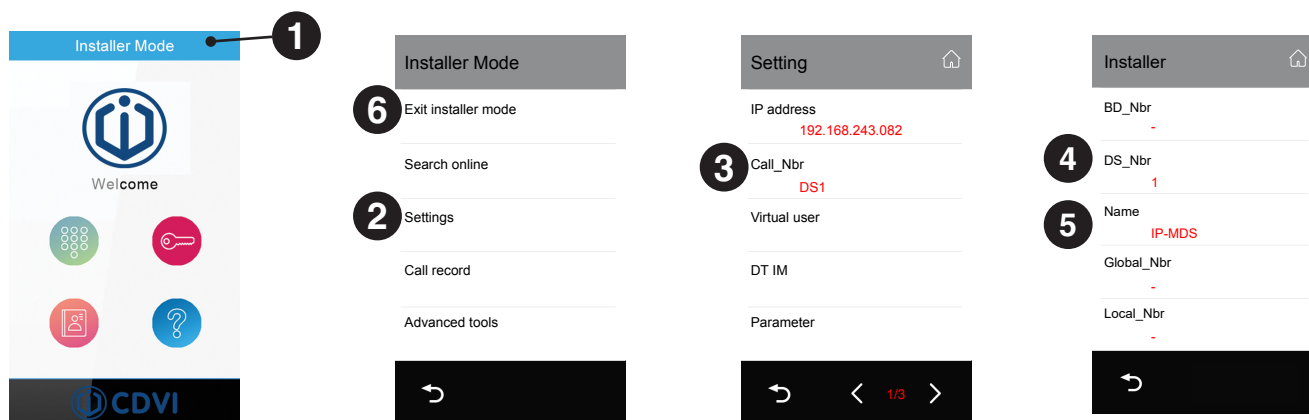 1
Installer Mode
Welcome
CDVI
Installer Mode
6 Exit installer mode
Search online
2 Settings
Call record
Advanced tools
Setting
IP address
192.168.243.082
3 Call_Nbr
DS1
Virtual user
DT IM
Parameter
1/3
Installer
BD_Nbr
-
4 DS_Nbr
1
5 Name
IP-MDS
Global_Nbr
-
Local_Nbr
-